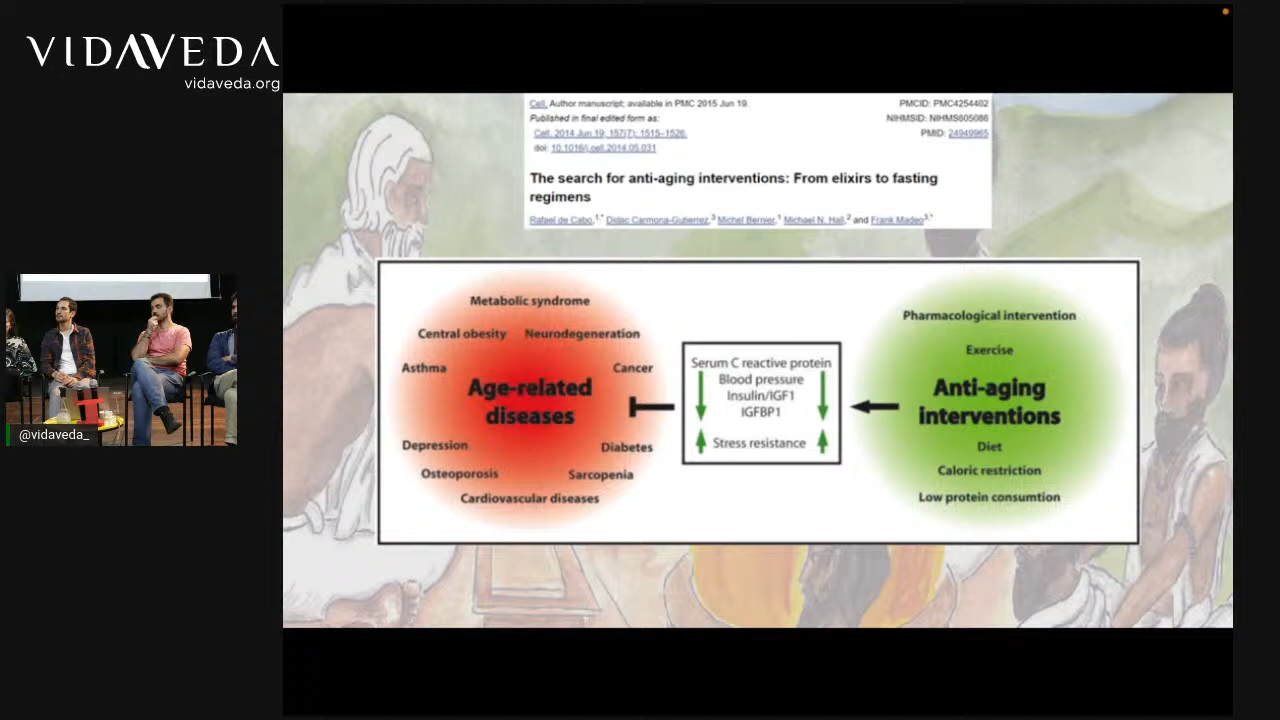 VIDAVEDA
vidaveda.org
@vidaveda_
Cell. Author manuscript; available in PMC 2015 Jun 19.
Published in final edited form as:
Cell. 2014 Jun 19; 157(7): 1515–1526.
doi: 10.1016/j.cell.2014.05.031
PMCID: PMC4254402
NIHMSID: NIHMS605086
PMID: 24949965
The search for anti-aging interventions: From elixirs to fasting
regimens
Rafael de Cabo,1,* Didac Carmona-Gutierrez,3 Michel Bernier,1 Michael N. Hall,2 and Frank Madeo3,*
Metabolic syndrome
Central obesity Neurodegeneration
Asthma Cancer
Age-related
diseases
Depression Diabetes
Osteoporosis Sarcopenia
Cardiovascular diseases
Serum C reactive protein
Blood pressure
Insulin/IGF1
IGFBP1
Stress resistance
Pharmacological intervention
Exercise
Anti-aging
interventions
Diet
Caloric restriction
Low protein consumtion